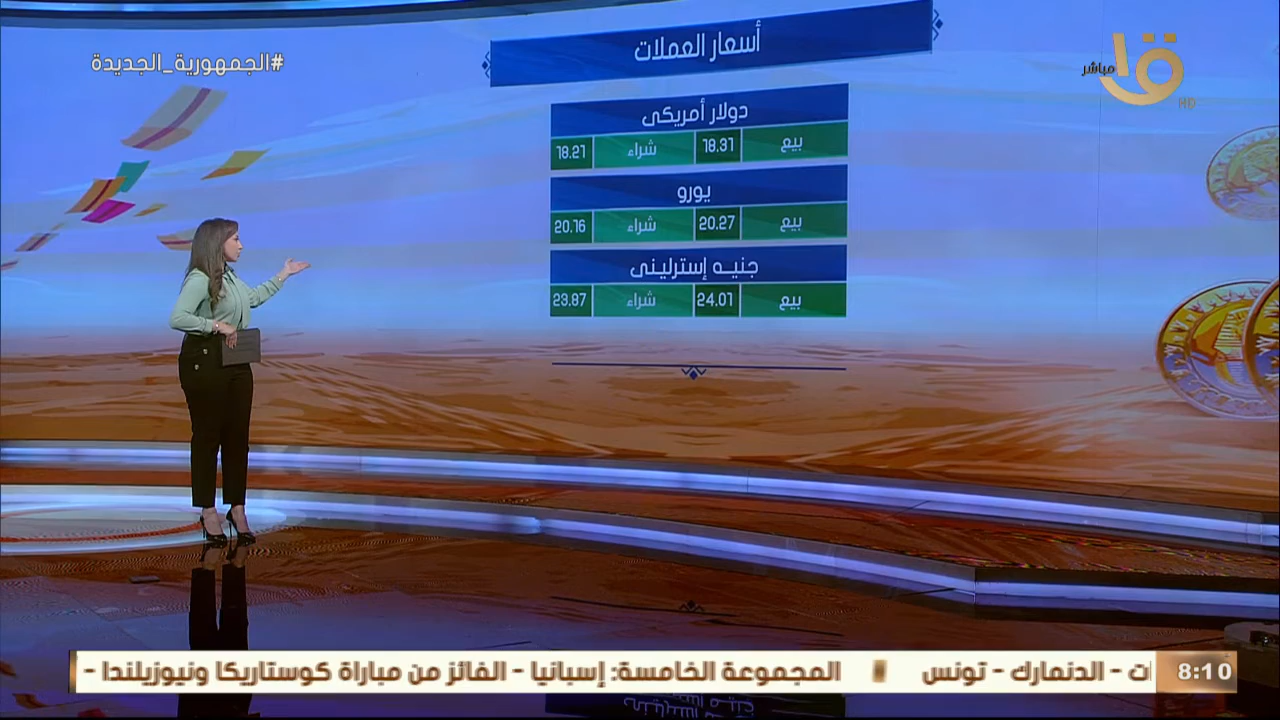 #الجمهورية_الجديدة
مباشر
HD
أسعار العملات
دولار أمريكى
بيع 18.31 شراء 18.21
يورو
بيع 20.27 شراء 20.16
جنيه إسترلينى
بيع 24.01 شراء 23.87
8:10 ات - الدنمارك - تونس المجموعة الخامسة: إسبانيا - الفائز من مباراة كوستاريكا ونيوزيلندا -